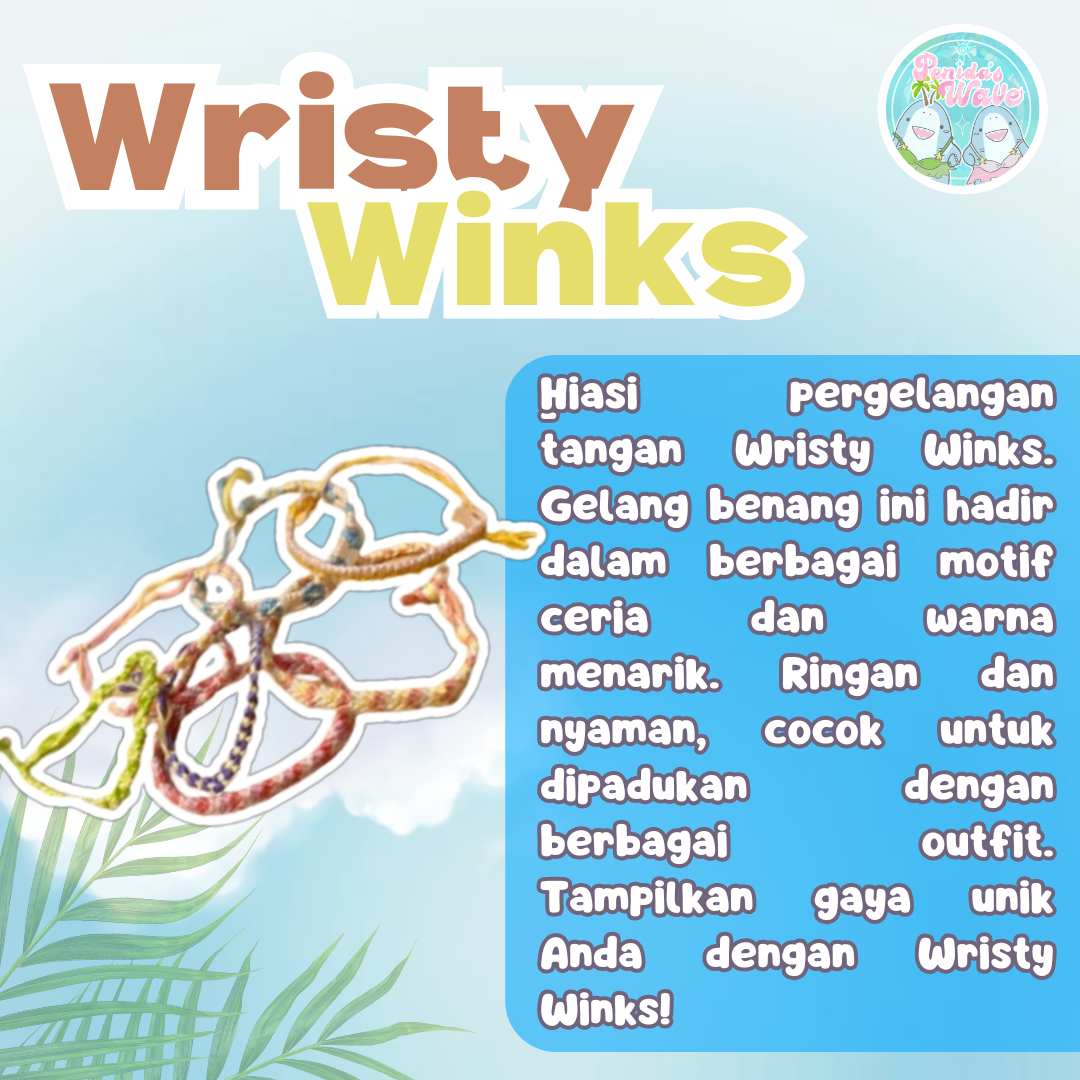 Wristy
Winks
Penida's
Wave
Hiasi pergelangan
tangan Wristy Winks.
Gelang benang ini hadir
dalam berbagai motif
ceria dan warna
menarik. Ringan dan
nyaman, cocok untuk
dipadukan dengan
berbagai outfit.
Tampilkan gaya unik
Anda dengan Wristy
Winks!